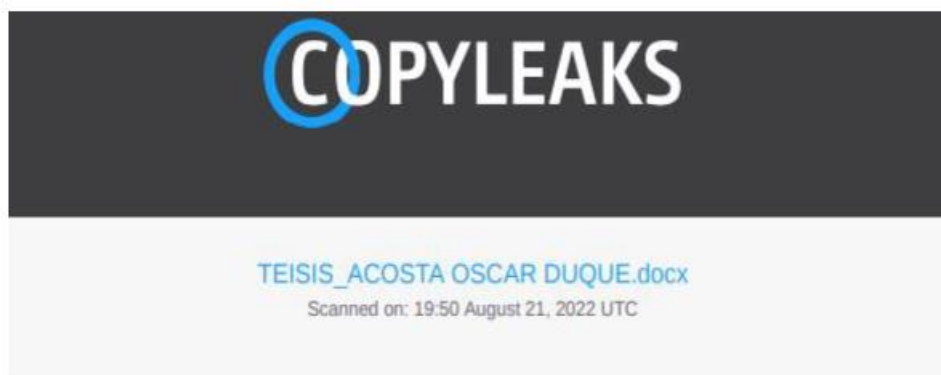 COPYLEAKS
TEISIS_ACOSTA OSCAR DUQUE.docx
Scanned on: 19:50 August 21, 2022 UTC